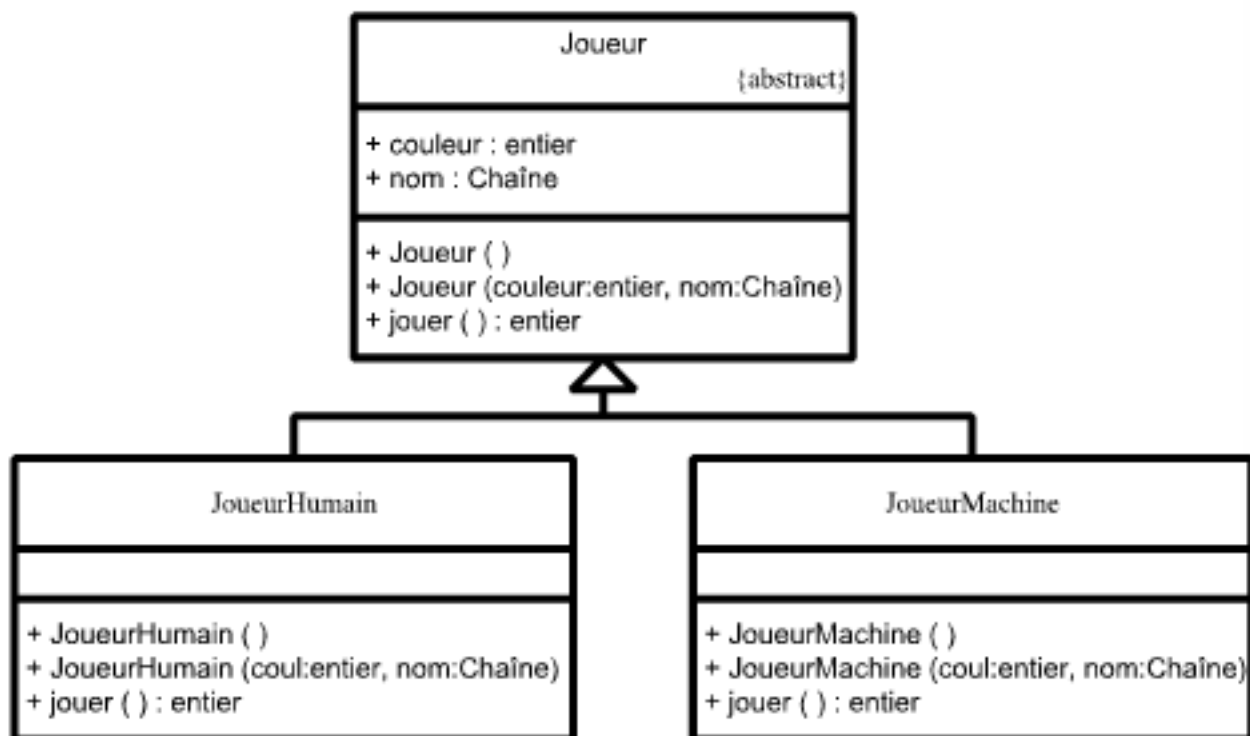 Joueur
{abstract}
+ couleur : entier
+ nom : Chaîne
+ Joueur ( )
+ Joueur (couleur:entier, nom:Chaîne)
+ jouer ( ) : entier
JoueurHumain
+ JoueurHumain ( )
+ JoueurHumain (coul:entier, nom:Chaîne)
+ jouer ( ) : entier
JoueurMachine
+ JoueurMachine ( )
+ JoueurMachine (coul:entier, nom:Chaîne)
+ jouer ( ) : entier